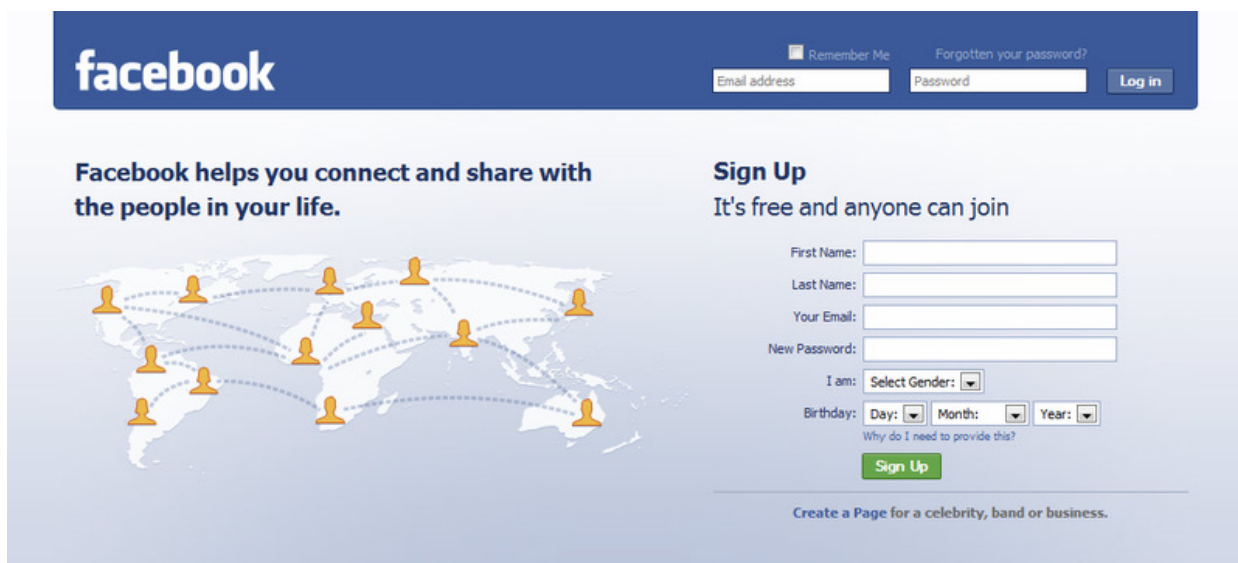 facebook
Remember Me
Forgotten your password?
Email address
Password
Log in
Facebook helps you connect and share with
the people in your life.
Sign Up
It's free and anyone can join
First Name:
Last Name:
Your Email:
New Password:
I am: Select Gender:
Birthday: Day: Month: Year:
Why do I need to provide this?
Sign Up
Create a Page for a celebrity, band or business.